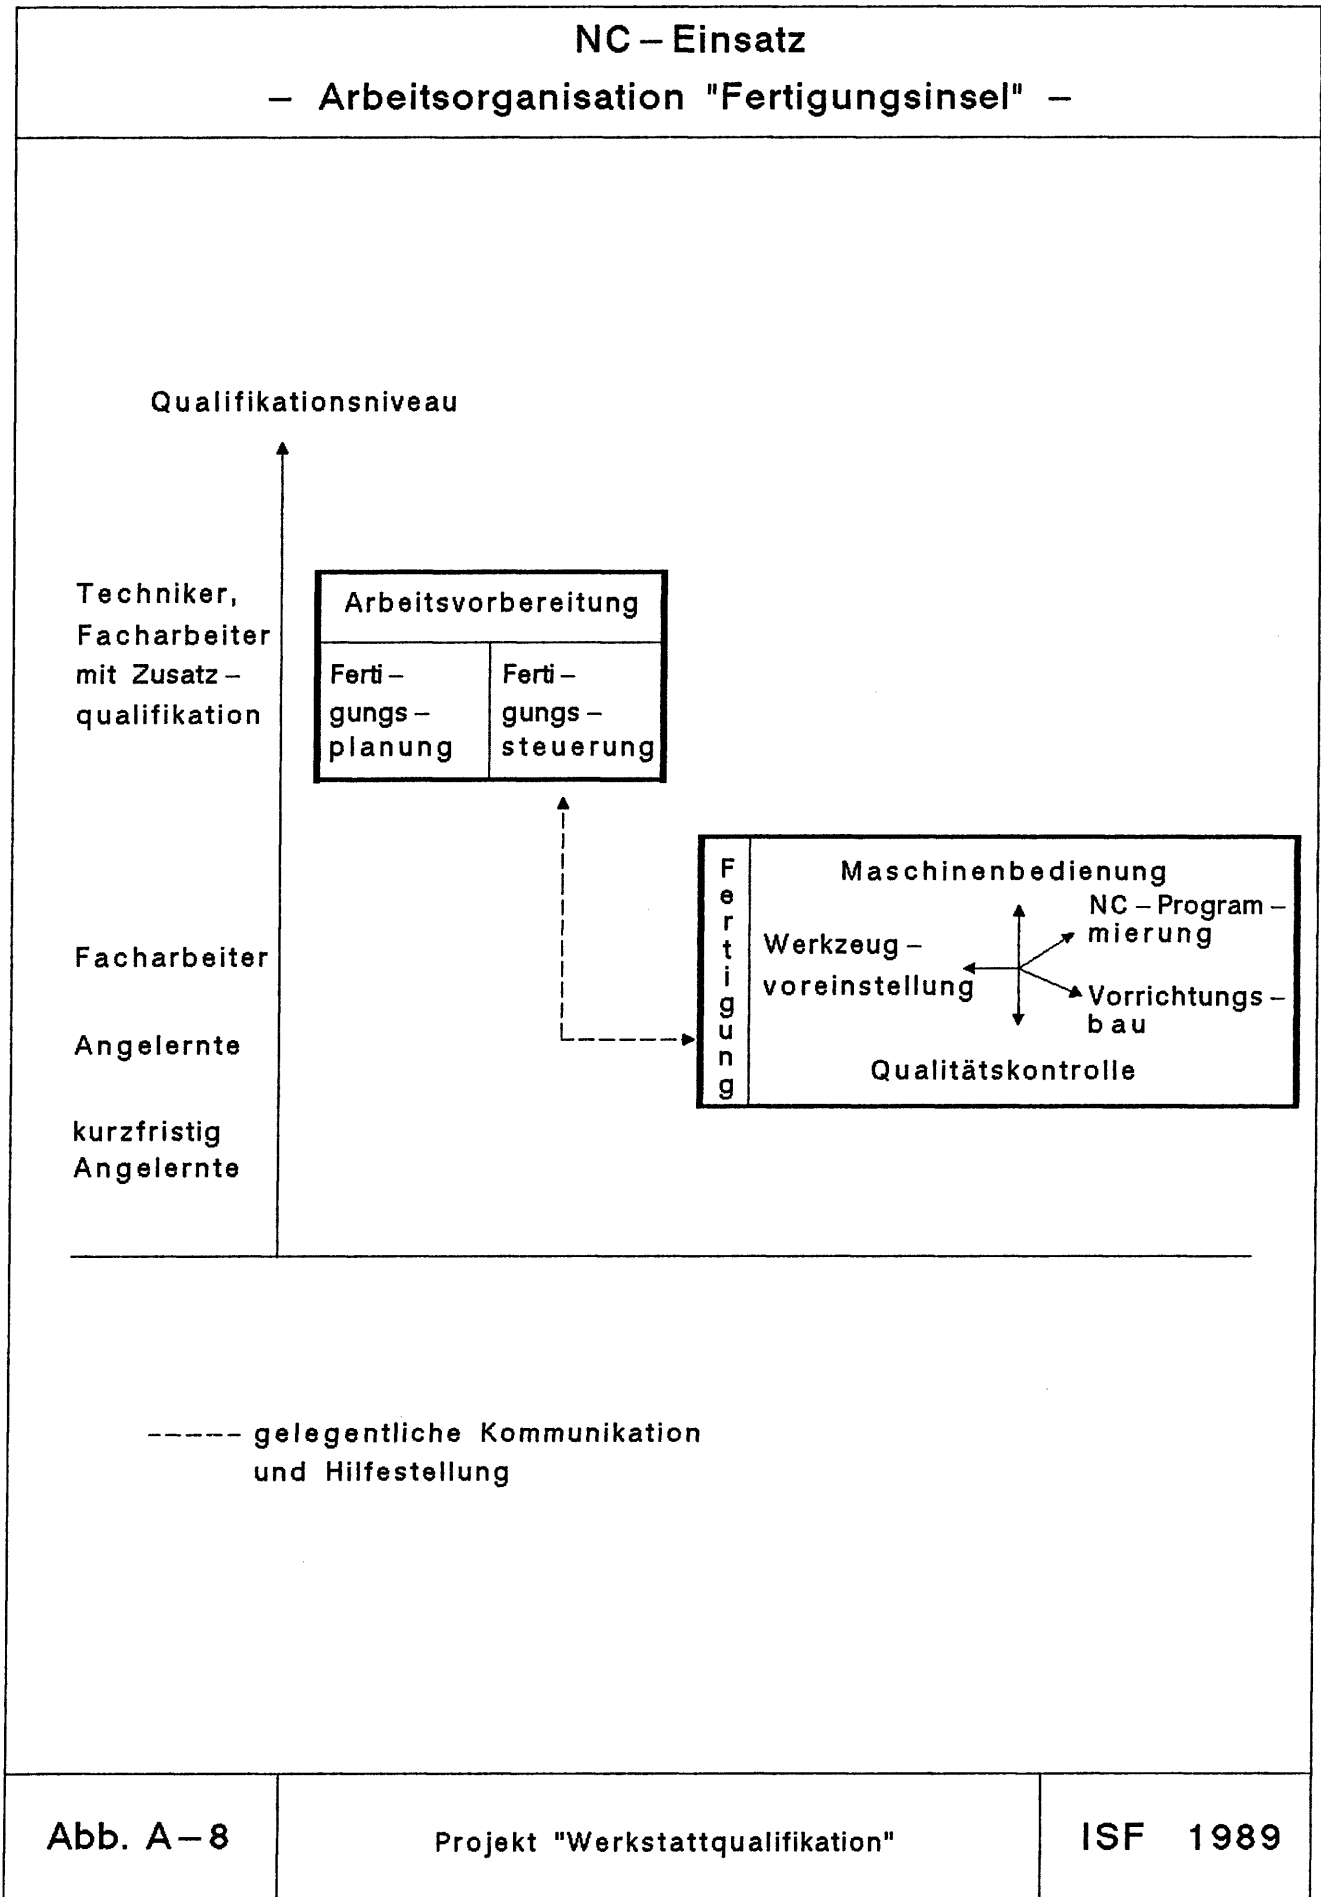 NC – Einsatz
– Arbeitsorganisation "Fertigungsinsel" –
Qualifikationsniveau
Techniker,
Facharbeiter
mit Zusatz –
qualifikation
Arbeitsvorbereitung
Ferti –
gungs –
planung
Ferti –
gungs –
steuerung
Facharbeiter
Angelernte
kurzfristig
Angelernte
Fertigung
Maschinenbedienung
NC – Program –
mierung
Werkzeug –
voreinstellung
Vorrichtungs –
bau
Qualitätskontrolle
----- gelegentliche Kommunikation
und Hilfestellung
Abb. A – 8
Projekt "Werkstattqualifikation"
ISF 1989